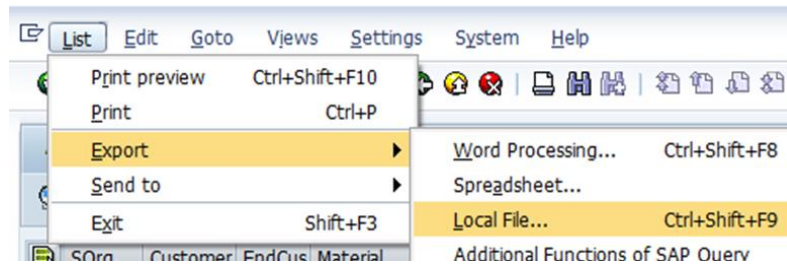 List Edit Goto Views Settings System Help
Print preview Ctrl+Shift+F10
Print Ctrl+P
Export
Word Processing... Ctrl+Shift+F8
Send to
Spreadsheet...
Exit Shift+F3
Local File... Ctrl+Shift+F9
SOrg. Customer EndCus Material
Additional Functions of SAP Query